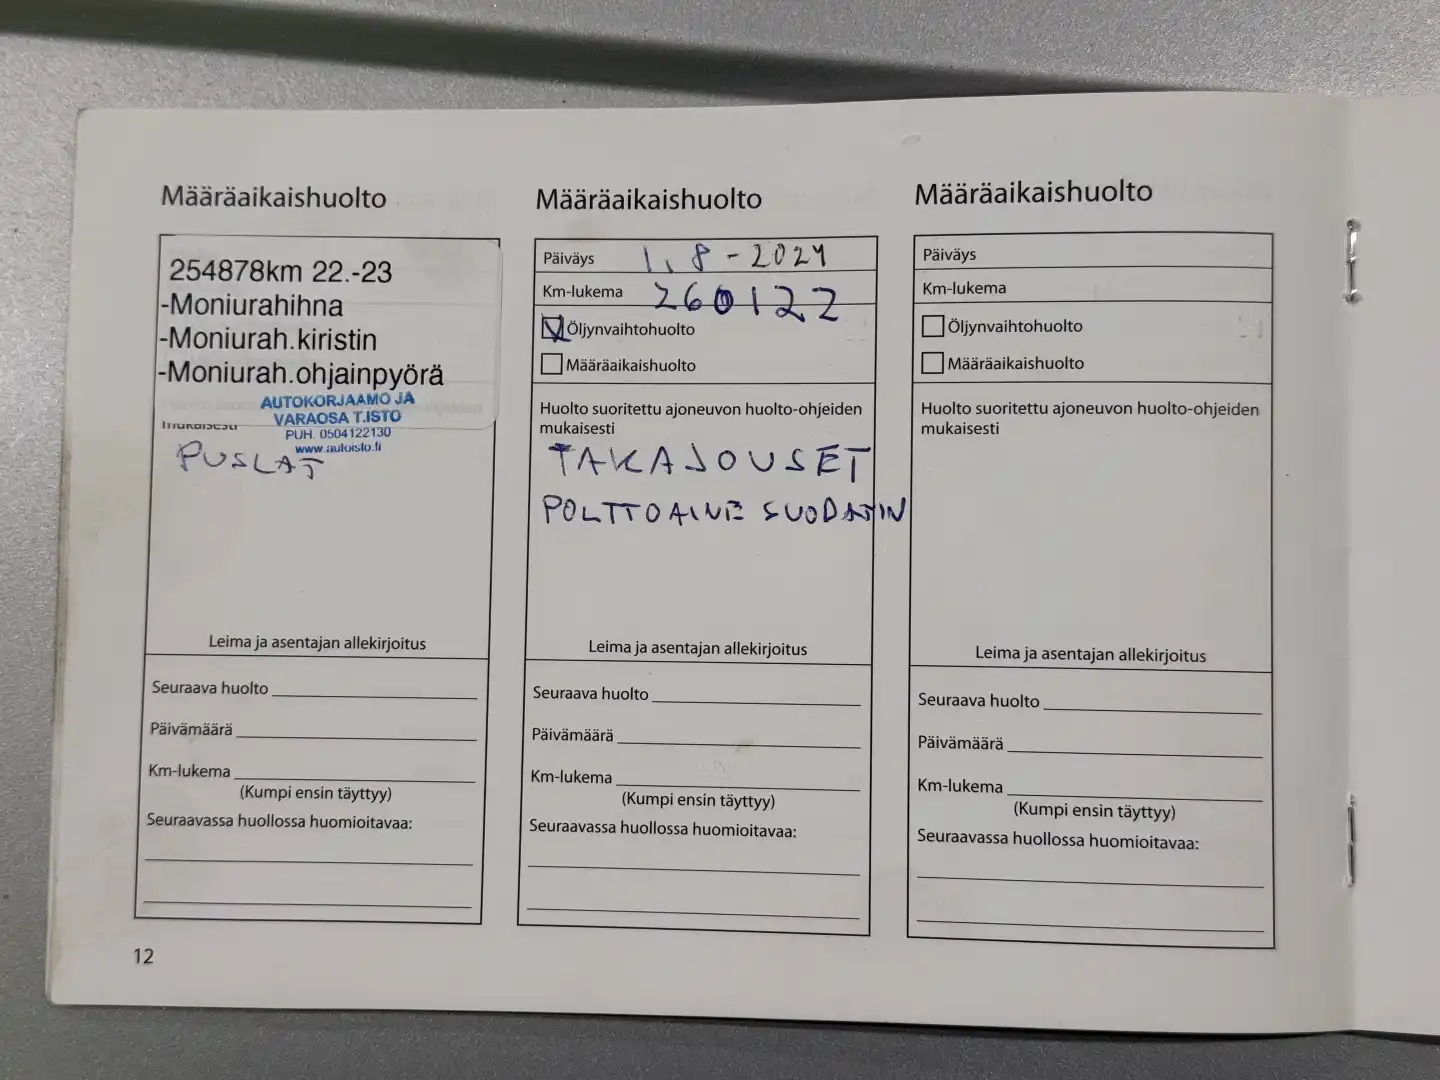 Määräaikaishuolto
254878km 22.-23
-Moniurahihna
-Moniurah.kiristin
-Moniurah.ohjainpyörä
AUTOKORJAAMO JA
VARAOSA T.ISTO
PUH. 0504122130
www.autoisto.fi
mukaisesti
PUSLAT
Leima ja asentajan allekirjoitus
Seuraava huolto
Päivämäärä
Km-lukema
(Kumpi ensin täyttyy)
Seuraavassa huollossa huomioitavaa:
12
Määräaikaishuolto
Päiväys 1.8-2024
Km-lukema 260122
Öljynvaihtohuolto
Määräaikaishuolto
Huolto suoritettu ajoneuvon huolto-ohjeiden
mukaisesti
TAKAJOUSET
POLTTOAINE SUODATIN
Leima ja asentajan allekirjoitus
Seuraava huolto
Päivämäärä
Km-lukema
(Kumpi ensin täyttyy)
Seuraavassa huollossa huomioitavaa:
Määräaikaishuolto
Päiväys
Km-lukema
Öljynvaihtohuolto
Määräaikaishuolto
Huolto suoritettu ajoneuvon huolto-ohjeiden
mukaisesti
Leima ja asentajan allekirjoitus
Seuraava huolto
Päivämäärä
Km-lukema
(Kumpi ensin täyttyy)
Seuraavassa huollossa huomioitavaa: